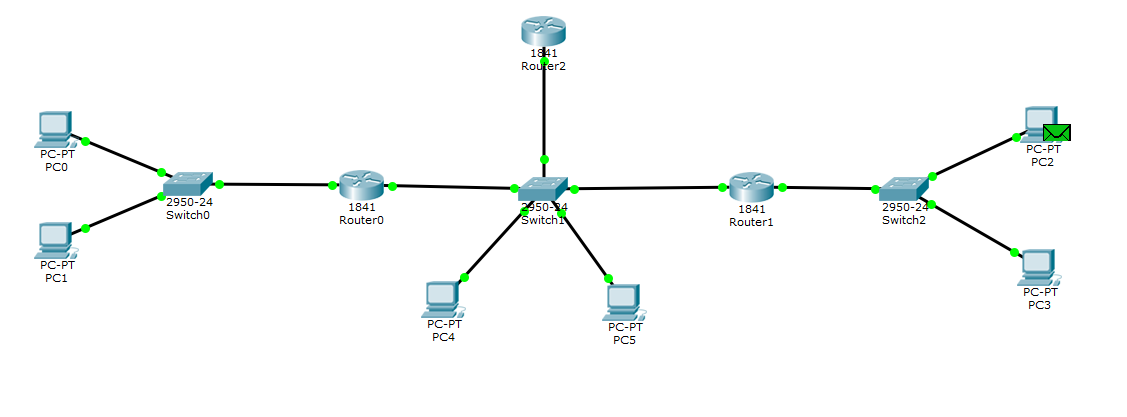 1841
Router2
PC-PT
PC0
PC-PT
PC2
2950-24
Switch0
1841
Router0
2950-24
Switch1
1841
Router1
2950-24
Switch2
PC-PT
PC1
PC-PT
PC3
PC-PT
PC4
PC-PT
PC5